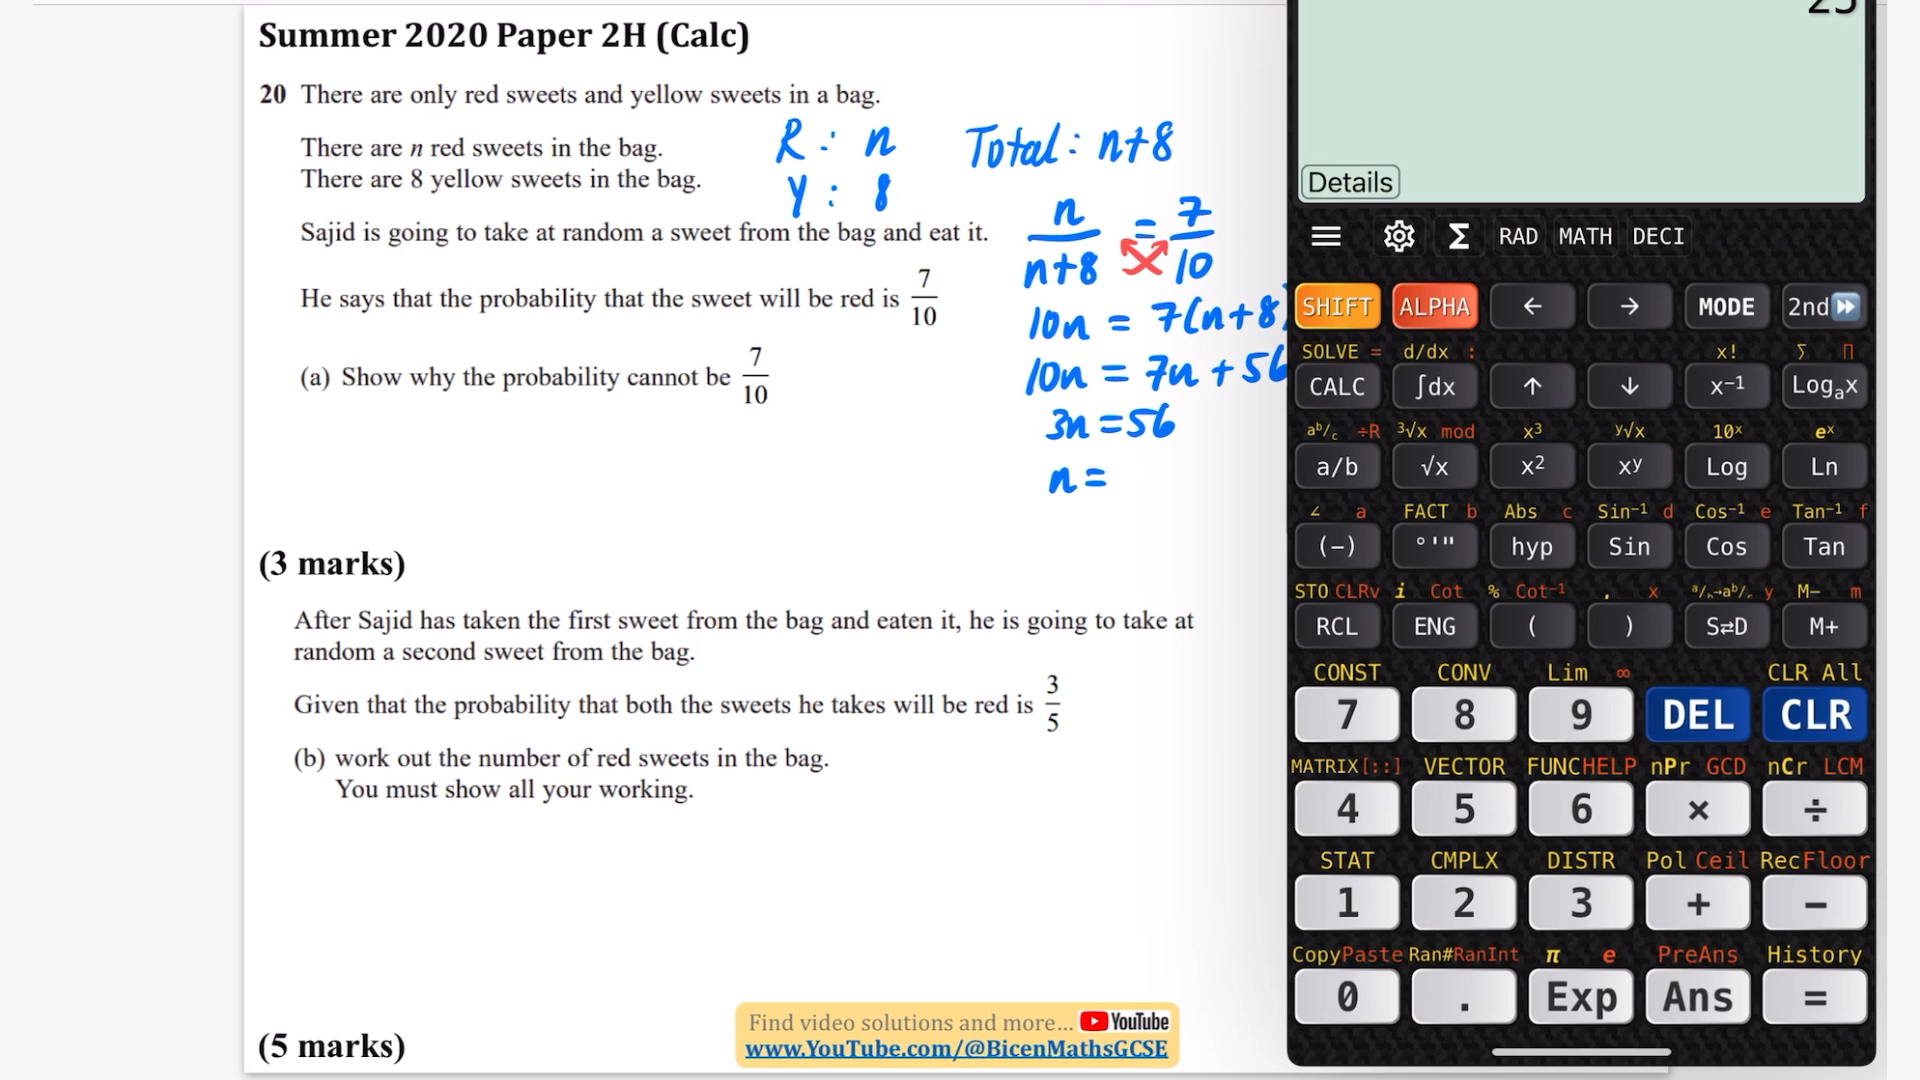 Summer 2020 Paper 2H (Calc)
20 There are only red sweets and yellow sweets in a bag.
There are n red sweets in the bag.
There are 8 yellow sweets in the bag.
R : n
Y : 8
Total : n+8
Sajid is going to take at random a sweet from the bag and eat it.
He says that the probability that the sweet will be red is 7/10
(a) Show why the probability cannot be 7/10
n/(n+8) = 7/10
10n = 7(n+8)
10n = 7n + 56
3n = 56
n =
(3 marks)
After Sajid has taken the first sweet from the bag and eaten it, he is going to take at
random a second sweet from the bag.
Given that the probability that both the sweets he takes will be red is 3/5
(b) work out the number of red sweets in the bag.
You must show all your working.
(5 marks)
Find video solutions and more... YouTube
www.YouTube.com/@BicenMathsGCSE
Details
Σ RAD MATH DECI
SHIFT ALPHA ← → MODE 2nd
SOLVE = d/dx : x! ∑ ∏
CALC ∫dx ↑ ↓ x⁻¹ Logₐx
aᵇ/c ÷R ³√x mod x³ ʸ√x 10ˣ eˣ
a/b √x x² xʸ Log Ln
∠ a FACT b Abs c Sin⁻¹ d Cos⁻¹ e Tan⁻¹ f
(−) °'" hyp Sin Cos Tan
STO CLRv i Cot % Cot⁻¹ , x y M− m
RCL ENG ( ) S⇄D M+
CONST CONV Lim ∞ CLR All
7 8 9 DEL CLR
MATRIX[::] VECTOR FUNC HELP nPr GCD nCr LCM
4 5 6 × ÷
STAT CMPLX DISTR Pol Ceil Rec Floor
1 2 3 + −
Copy Paste Ran# RanInt π e PreAns History
0 . Exp Ans =